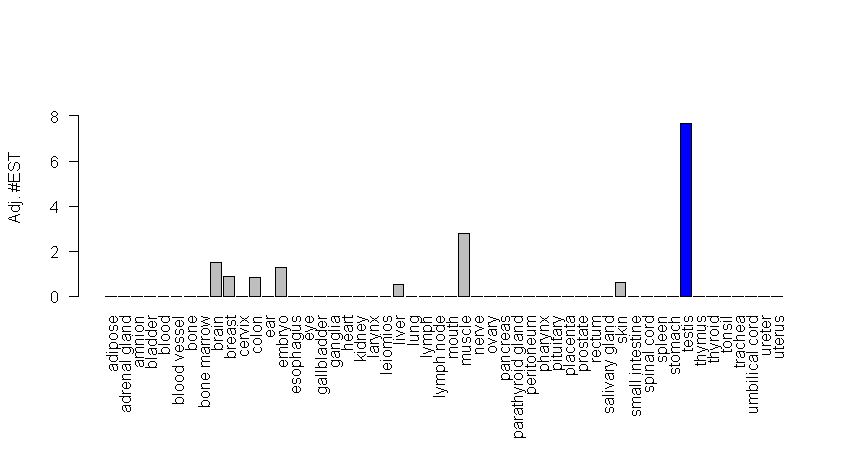 Adj. #EST
8
6
4
2
0
adipose
adrenal gland
amnion
bladder
blood
blood vessel
bone
bone marrow
brain
breast
cervix
colon
ear
embryo
esophagus
eye
gallbladder
ganglia
heart
kidney
larynx
leiomios
liver
lung
lymph
lymph node
mouth
muscle
nerve
ovary
pancreas
parathyroid gland
peritoneum
pharynx
pituitary
placenta
prostate
rectum
salivary gland
skin
small intestine
spinal cord
spleen
stomach
testis
thymus
thyroid
tonsil
trachea
umbilical cord
ureter
uterus